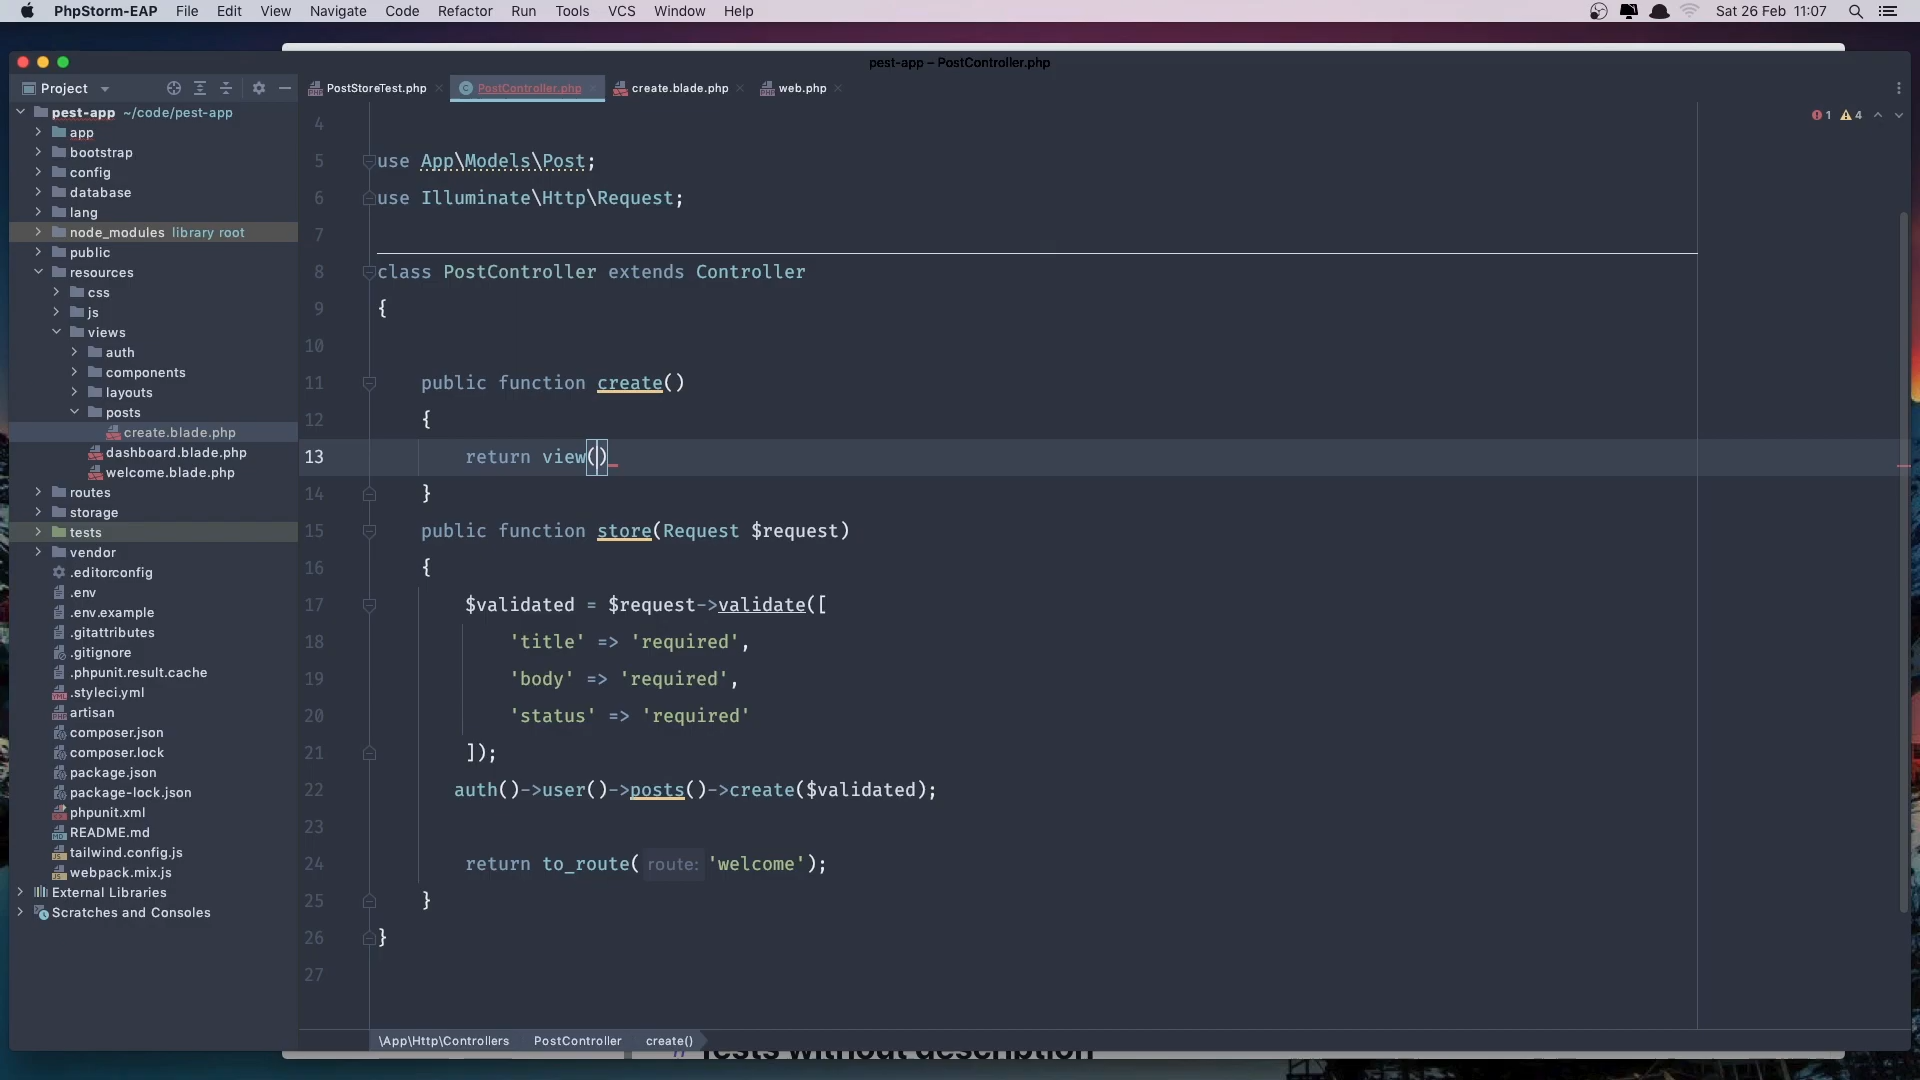 PhpStorm-EAP File Edit View Navigate Code Refactor Run Tools VCS Window Help Sat 26 Feb 11:07
pest-app – PostController.php
Project PostStoreTest.php PostController.php create.blade.php web.php
pest-app ~/code/pest-app
app
bootstrap
config
database
lang
node_modules library root
public
resources
css
js
views
auth
components
layouts
posts
create.blade.php
dashboard.blade.php
welcome.blade.php
routes
storage
tests
vendor
.editorconfig
.env
.env.example
.gitattributes
.gitignore
.phpunit.result.cache
.styleci.yml
artisan
composer.json
composer.lock
package.json
package-lock.json
phpunit.xml
README.md
tailwind.config.js
webpack.mix.js
External Libraries
Scratches and Consoles
1 4
4
5 use App\Models\Post;
6 use Illuminate\Http\Request;
7
8 class PostController extends Controller
9 {
10
11 public function create()
12 {
13 return view()
14 }
15 public function store(Request $request)
16 {
17 $validated = $request->validate([
18 'title' => 'required',
19 'body' => 'required',
20 'status' => 'required'
21 ]);
22 auth()->user()->posts()->create($validated);
23
24 return to_route( route: 'welcome');
25 }
26 }
27
\App\Http\Controllers PostController create()
// Tests without description